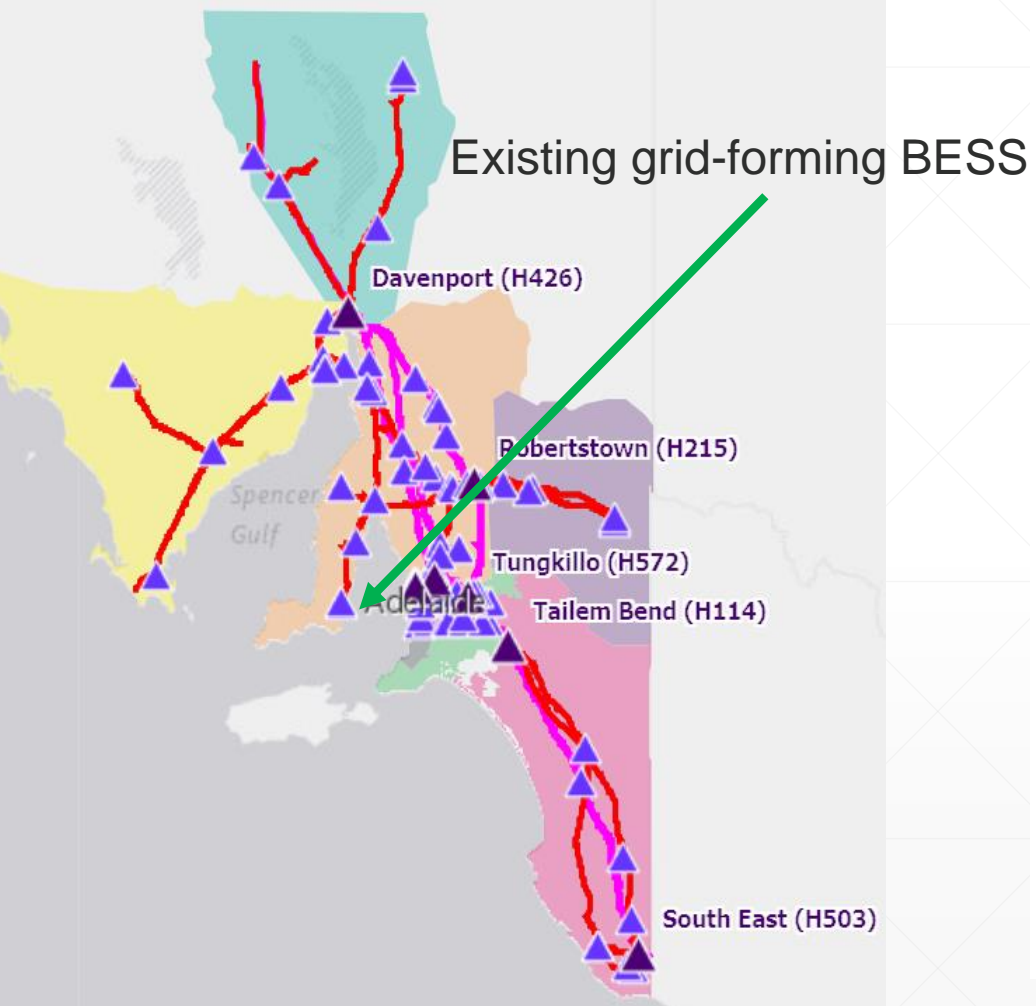 Existing grid-forming BESS
Davenport (H426)
Robertstown (H215)
Spencer
Gulf
Tungkillo (H572)
Adelaide
Tailem Bend (H114)
South East (H503)